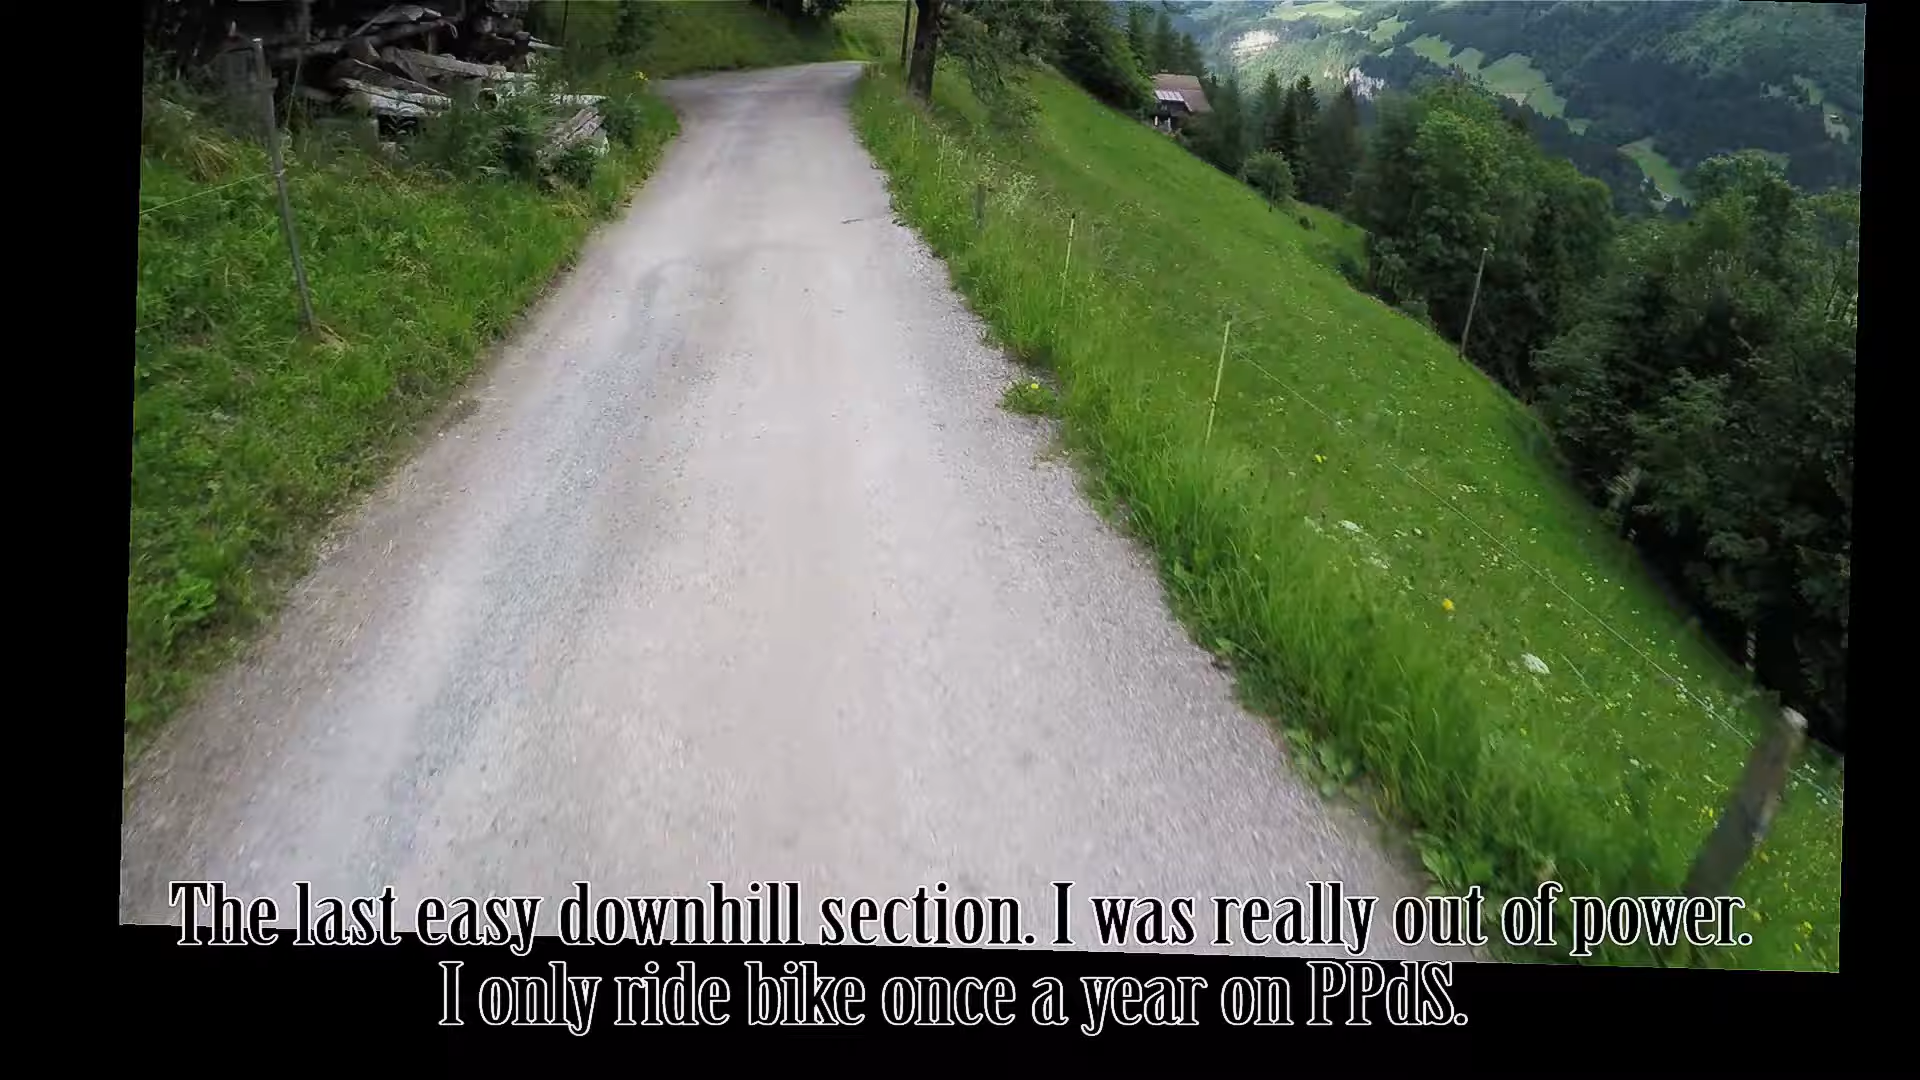 The last easy downhill section. I was really out of power.
I only ride bike once a year on PPdS.